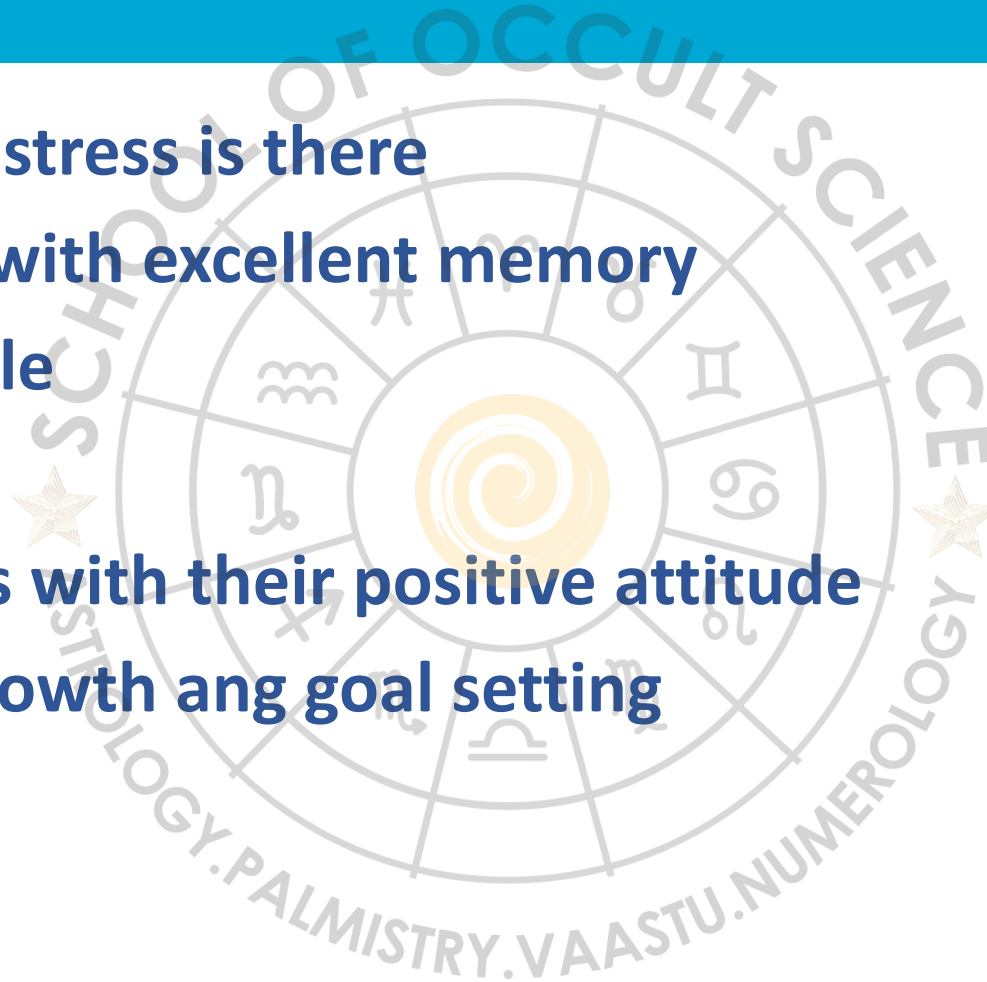 SCHOOL OF OCCULT SCIENCE
stress is there
with excellent memory
le
s with their positive attitude
owth ang goal setting
ASTROLOGY.PALMISTRY.VAASTU.NUMEROLOGY